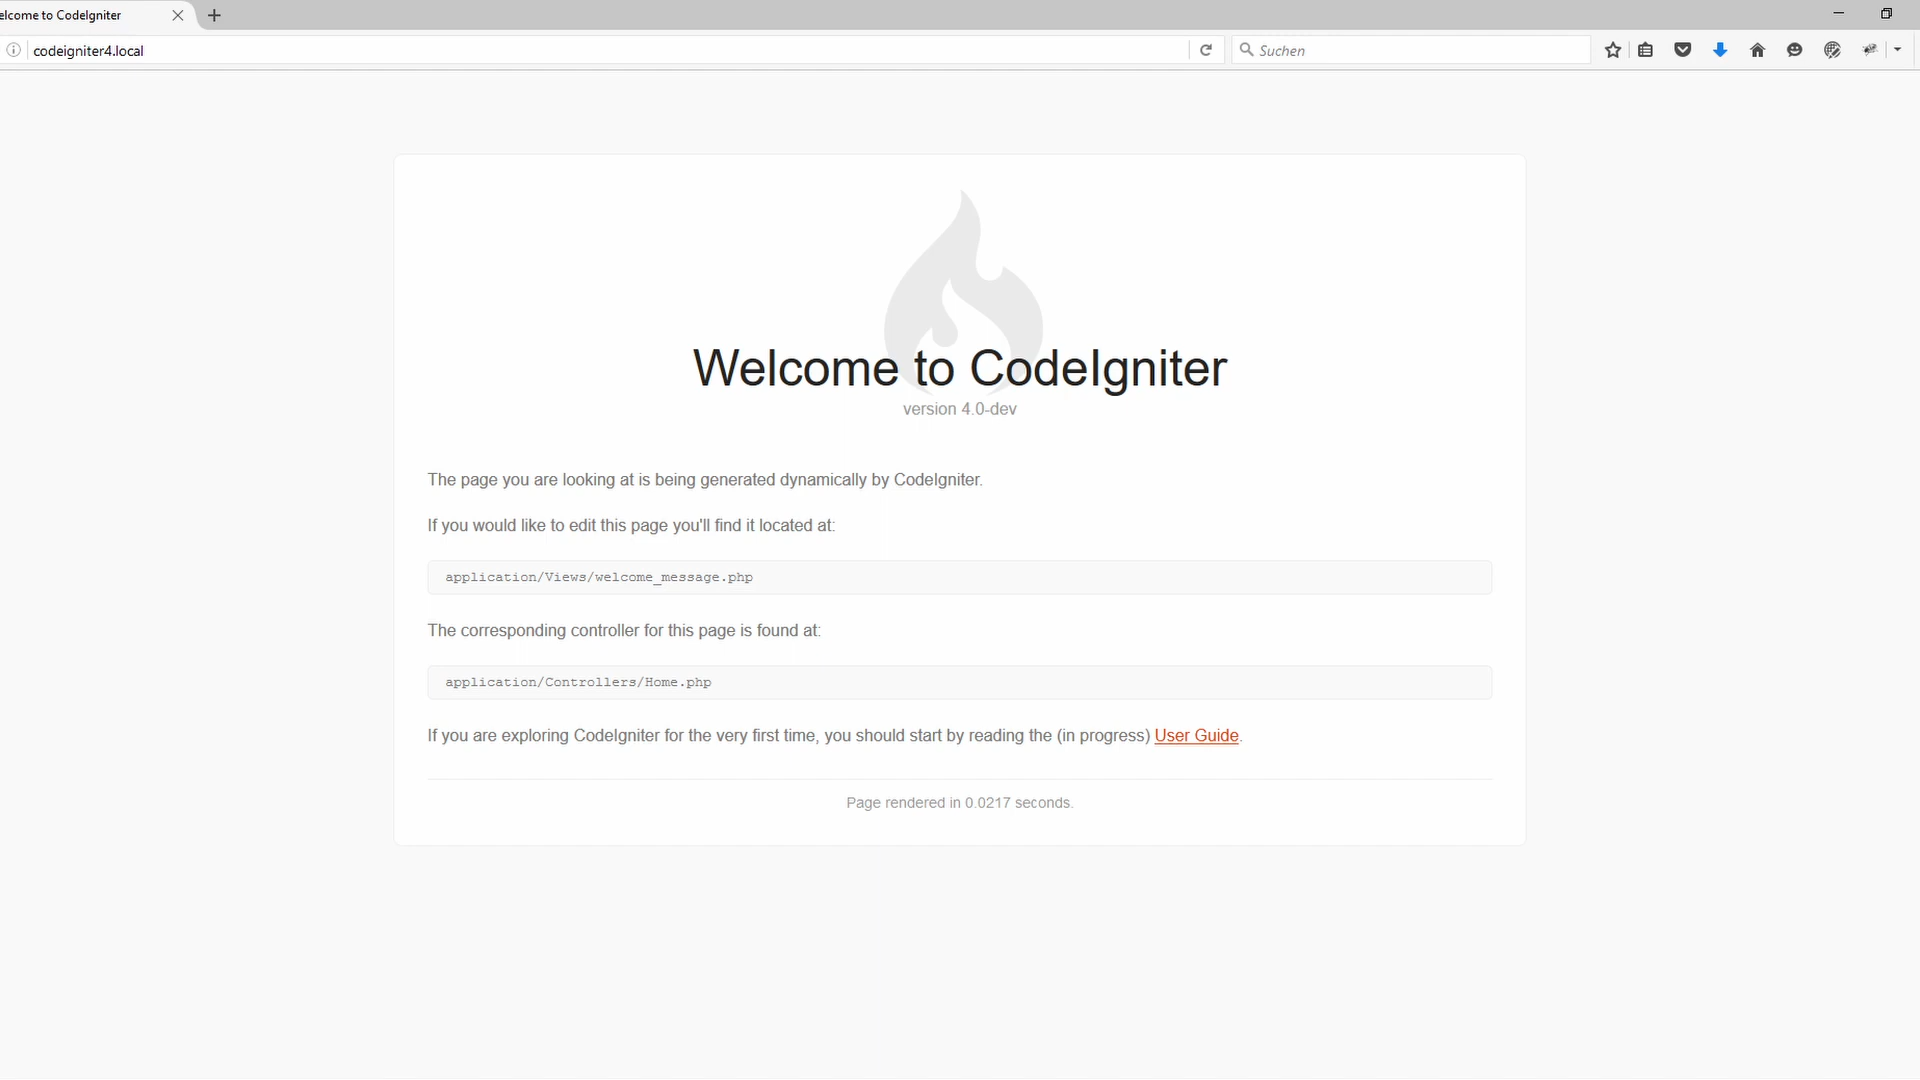 elcome to CodeIgniter
codeigniter4.local
Suchen
Welcome to CodeIgniter
version 4.0-dev
The page you are looking at is being generated dynamically by CodeIgniter.
If you would like to edit this page you'll find it located at:
application/Views/welcome_message.php
The corresponding controller for this page is found at:
application/Controllers/Home.php
If you are exploring CodeIgniter for the very first time, you should start by reading the (in progress) User Guide.
Page rendered in 0.0217 seconds.